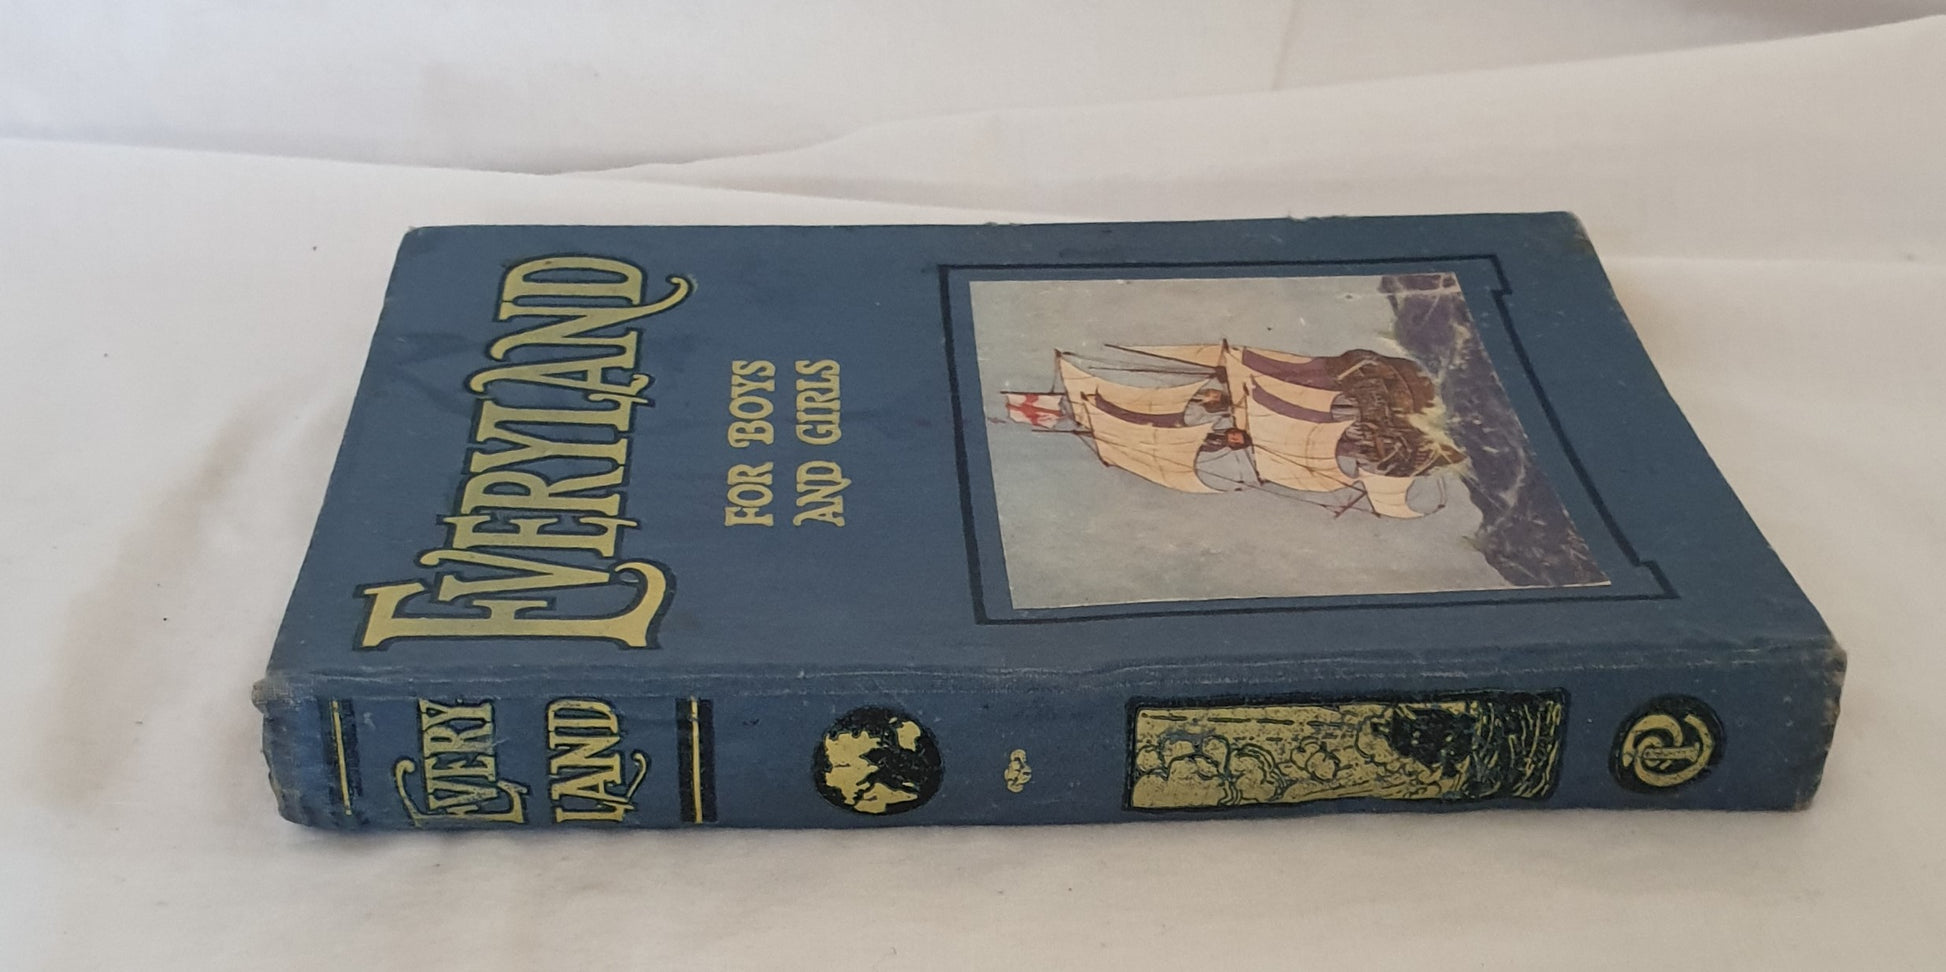 EVERYLAND
FOR BOYS
AND GIRLS
EVERY
LAND